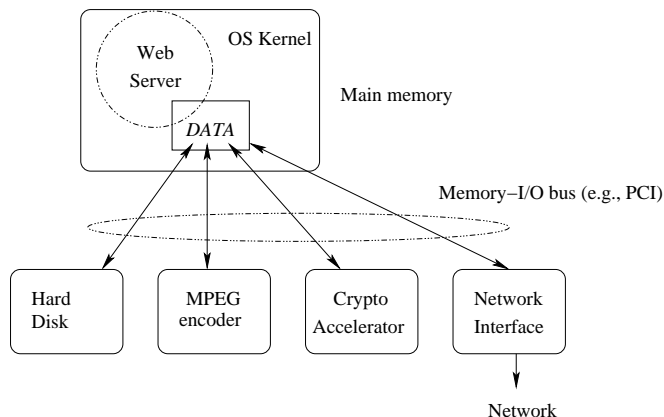 OS Kernel
Web
Server
DATA
Main memory
Memory−I/O bus (e.g., PCI)
Hard
Disk
MPEG
encoder
Crypto
Accelerator
Network
Interface
Network